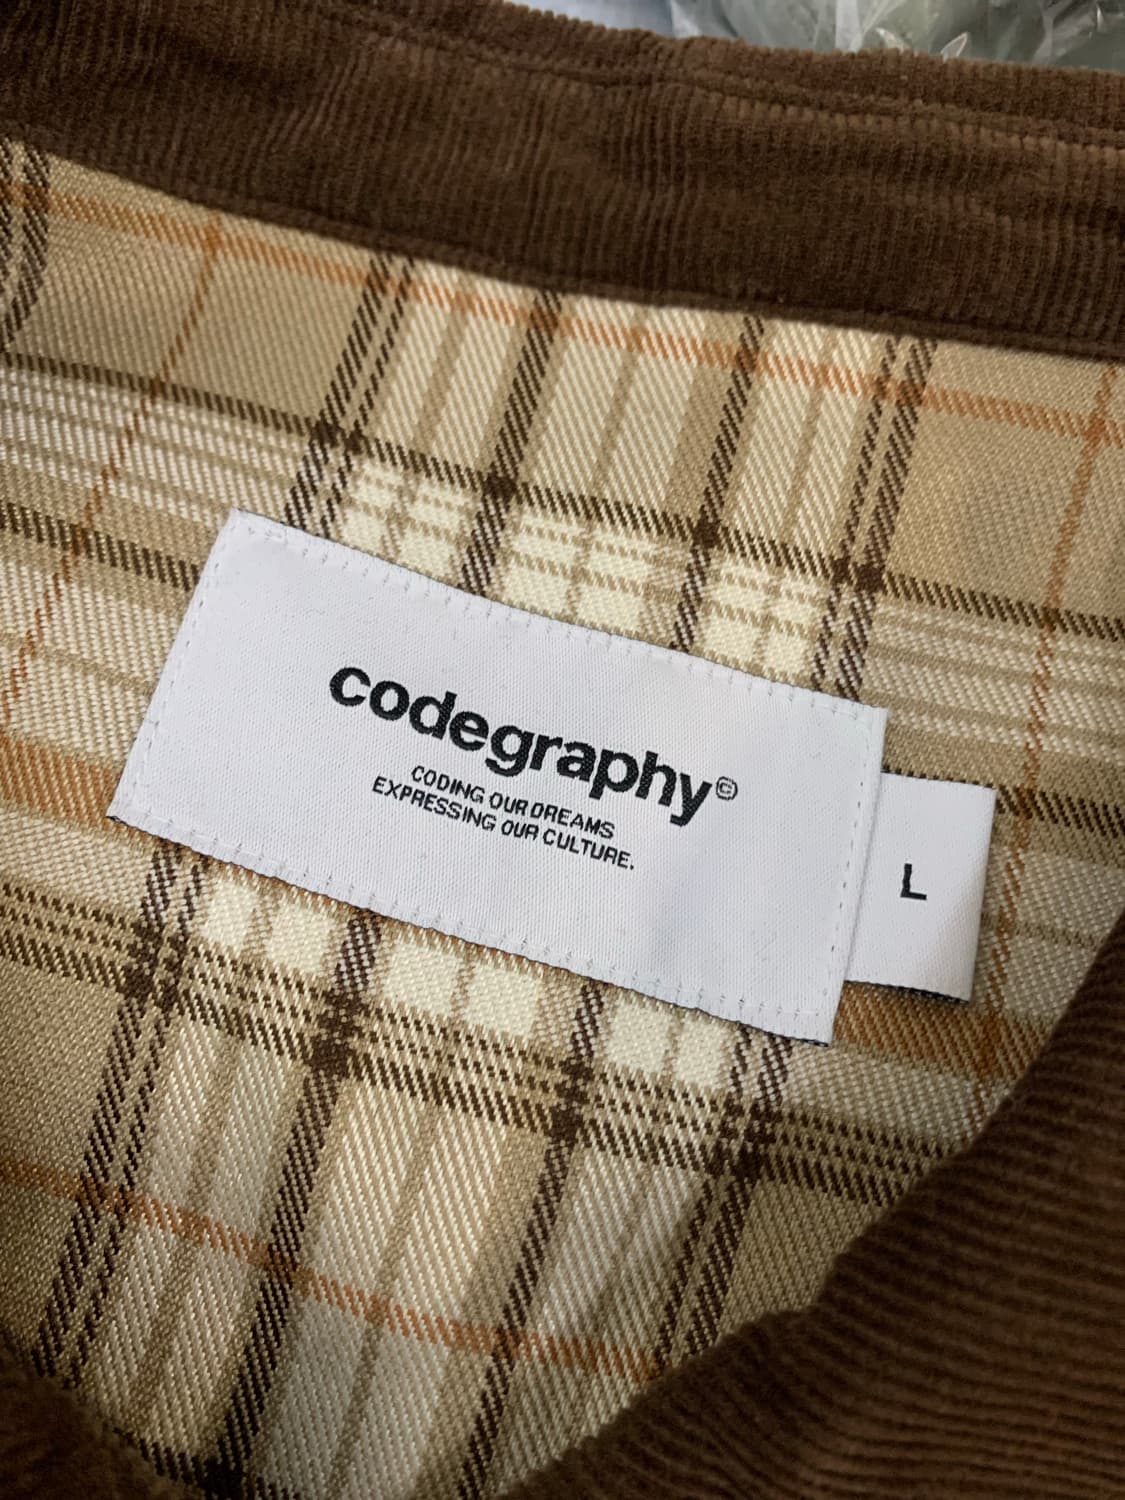 codegraphy©
CODING OUR DREAMS
EXPRESSING OUR CULTURE.
L